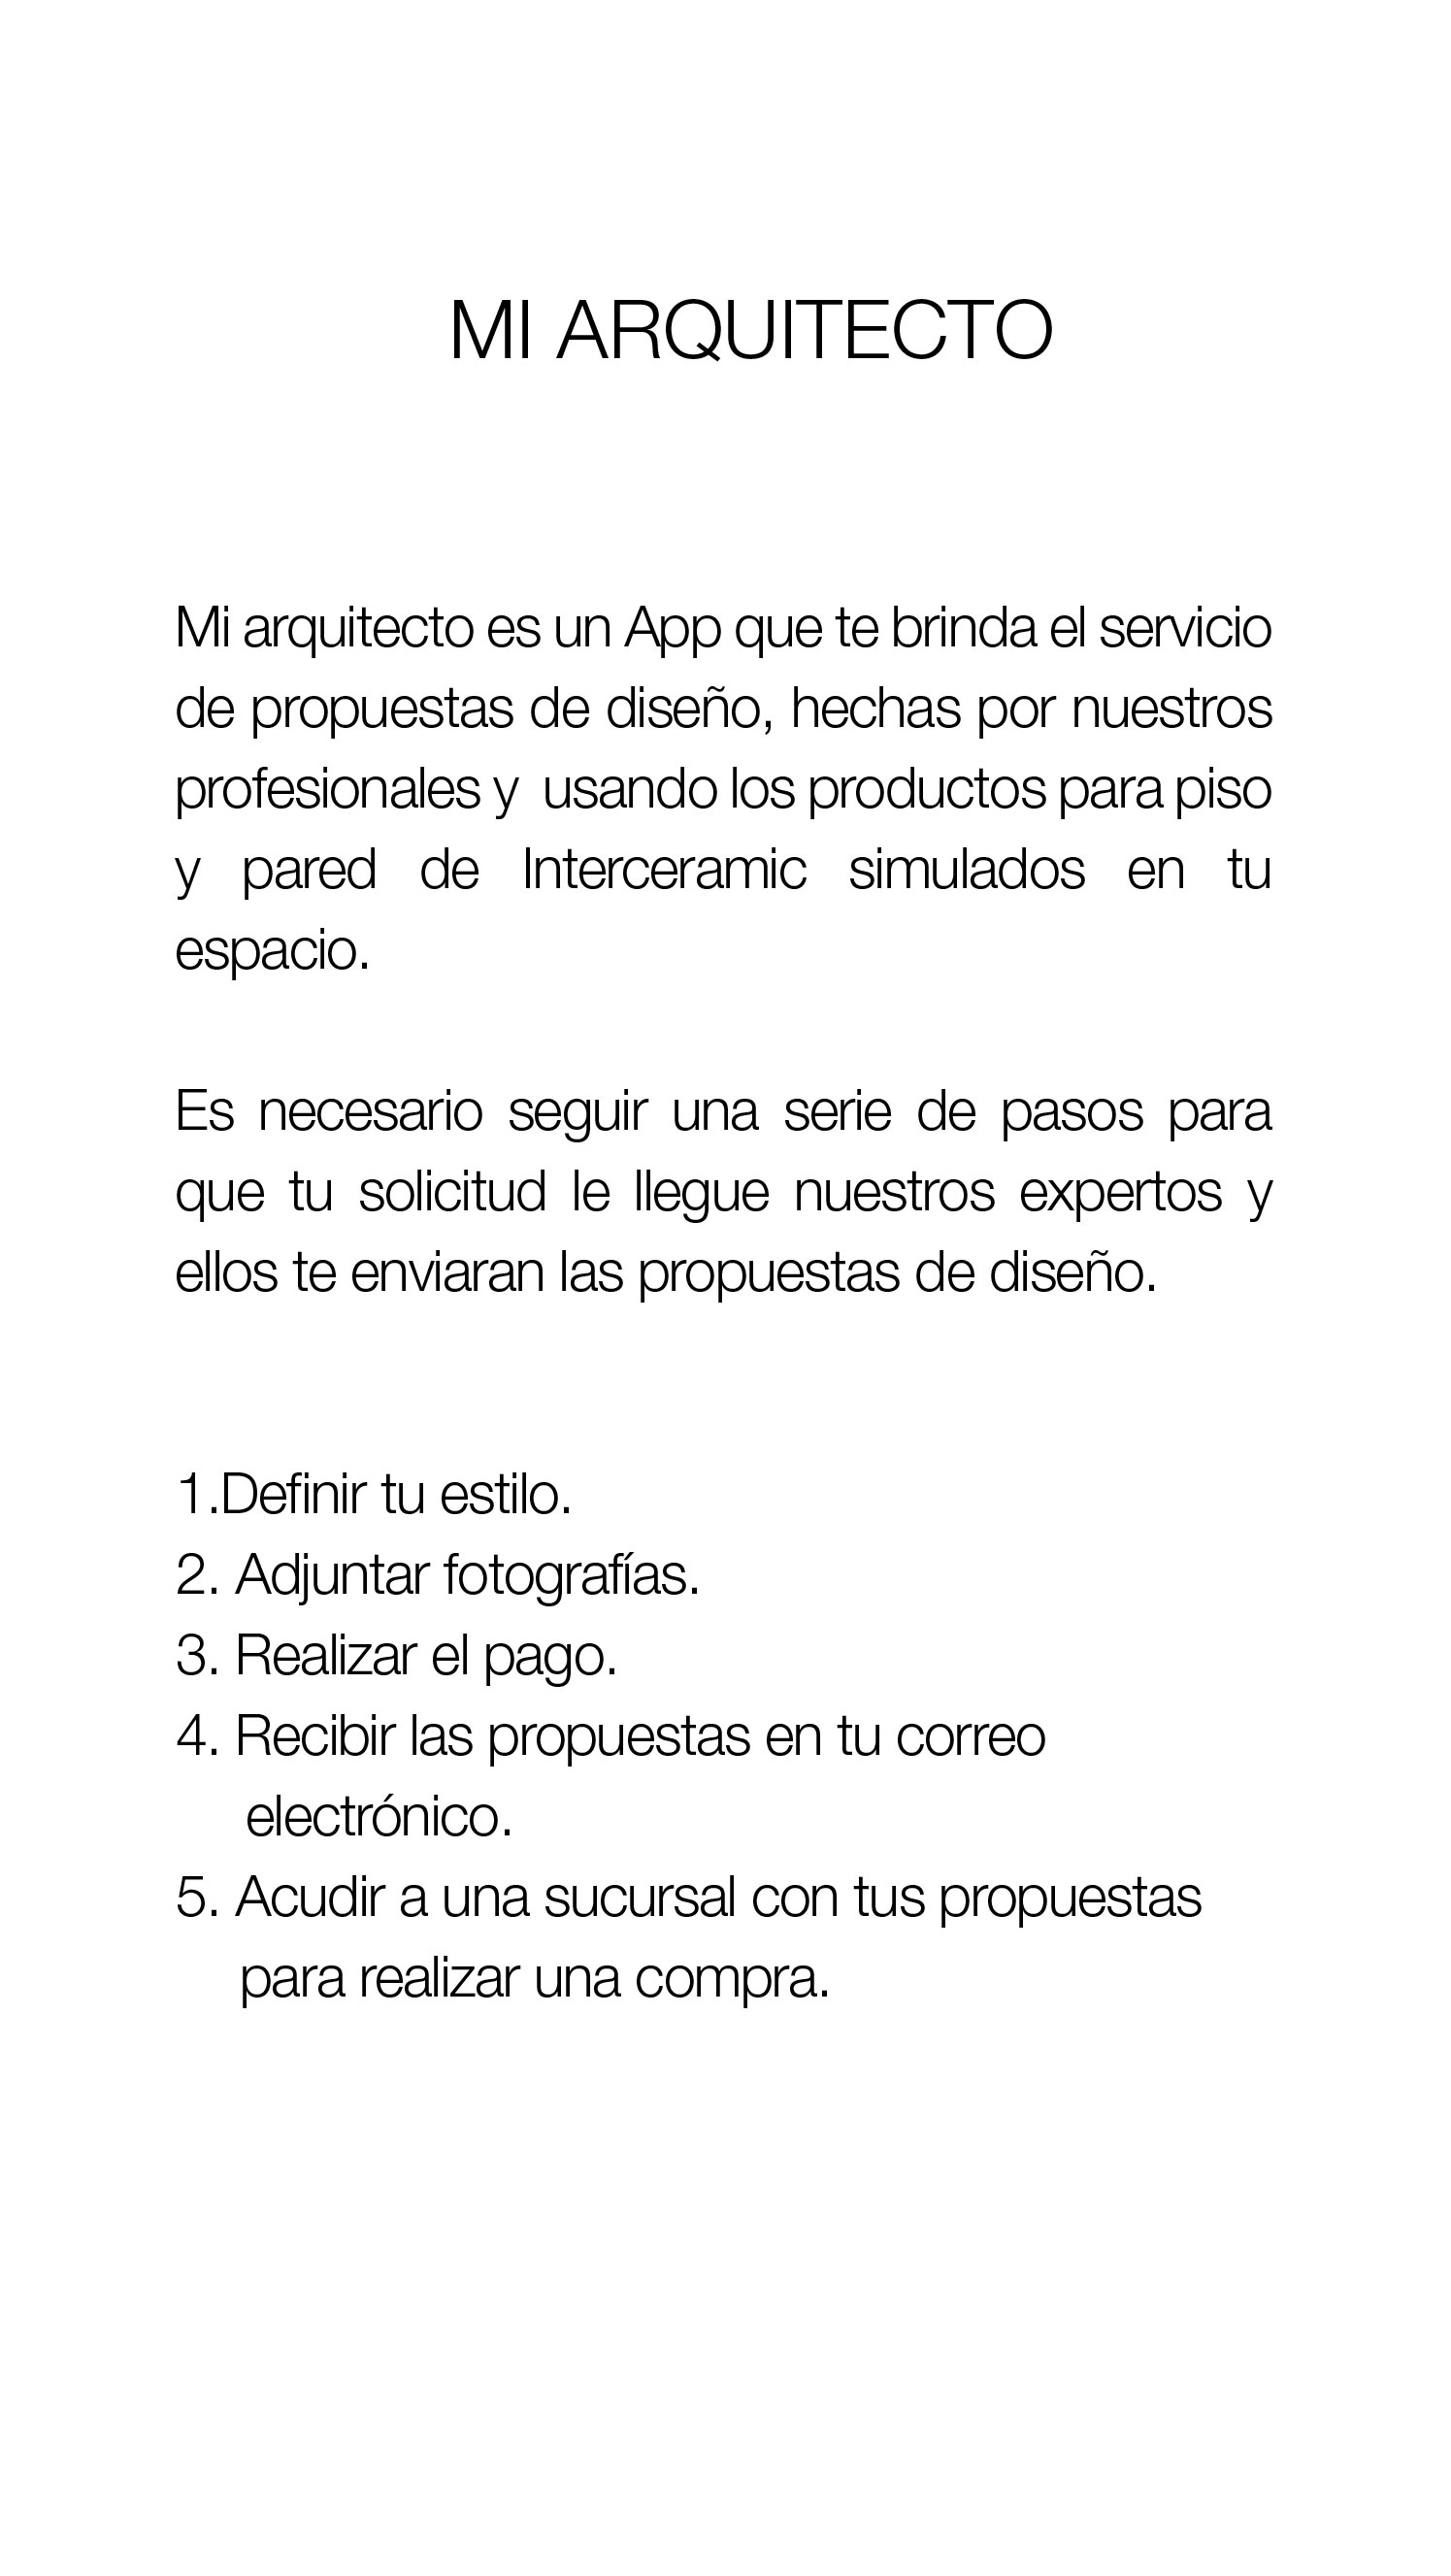 MI ARQUITECTO
Mi arquitecto es un App que te brinda el servicio
de propuestas de diseño, hechas por nuestros
profesionales y  usando los productos para piso
y pared de Interceramic simulados en tu
espacio.
Es necesario seguir una serie de pasos para
que tu solicitud le llegue nuestros expertos y
ellos te enviaran las propuestas de diseño.
1.Definir tu estilo.
2. Adjuntar fotografías.
3. Realizar el pago.
4. Recibir las propuestas en tu correo
electrónico.
5. Acudir a una sucursal con tus propuestas
para realizar una compra.